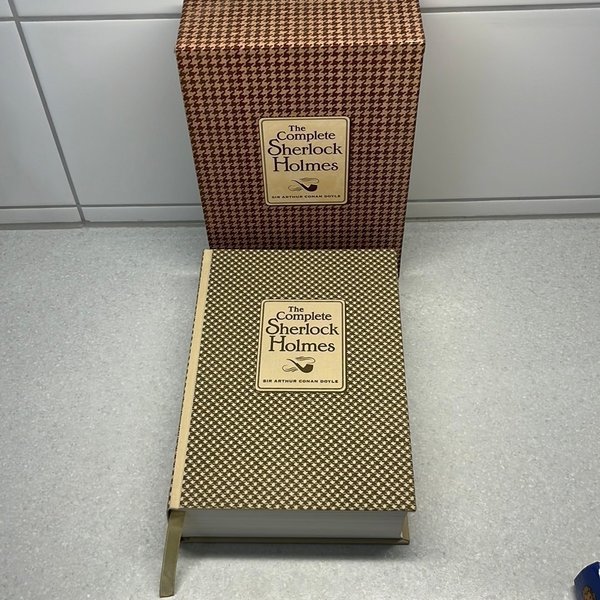 The
Complete
Sherlock
Holmes
SIR ARTHUR CONAN DOYLE
The
Complete
Sherlock
Holmes
SIR ARTHUR CONAN DOYLE